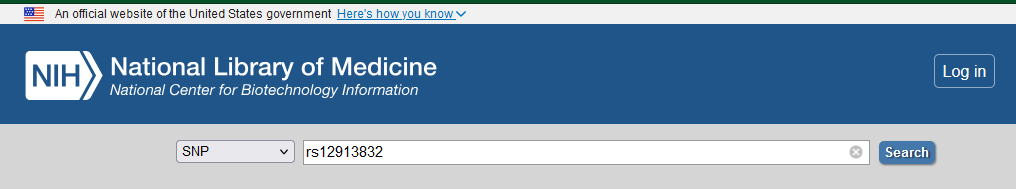 An official website of the United States government Here's how you know
NIH National Library of Medicine
National Center for Biotechnology Information
Log in
SNP rs12913832 Search